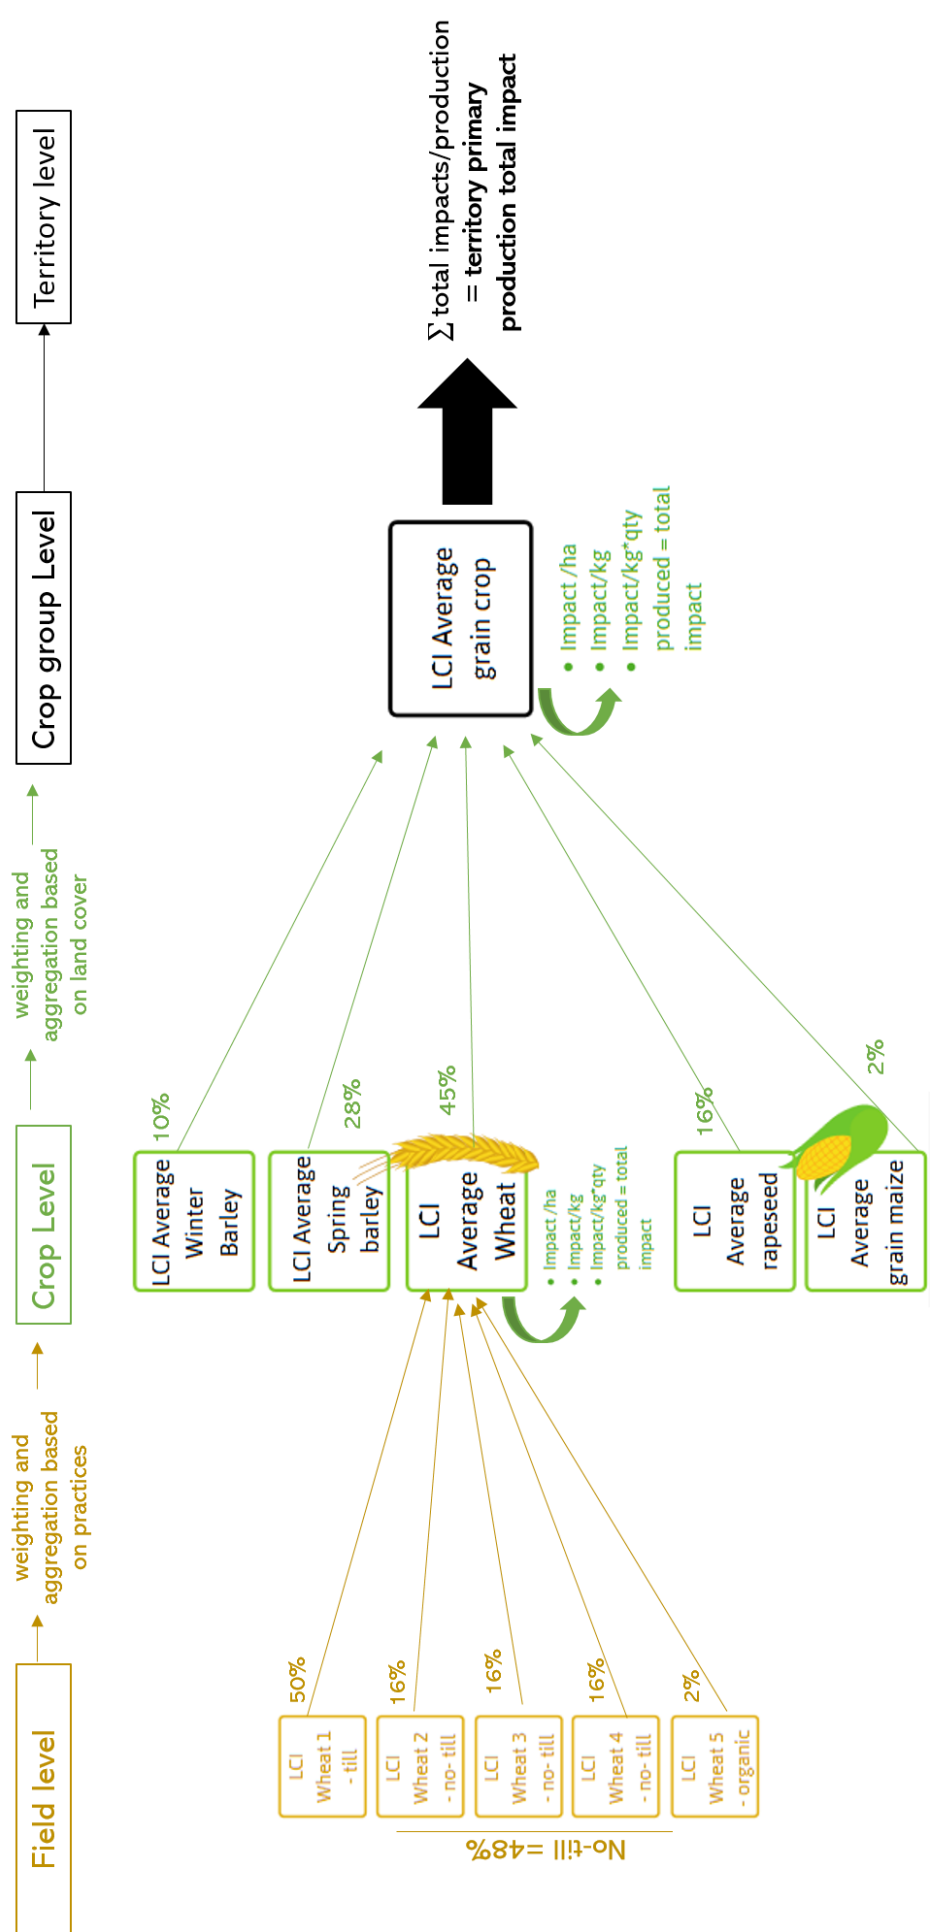 Field level
weighting and
aggregation based
on practices
Crop Level
weighting and
aggregation based
on land cover
Crop group Level
Territory level
No-till =48%
LCI
Wheat 1
- till
50%
LCI
Wheat 2
- no- till
16%
LCI
Wheat 3
- no- till
16%
LCI
Wheat 4
- no- till
16%
LCI
Wheat 5
- organic
2%
LCI Average
Winter
Barley
10%
LCI Average
Spring
barley
28%
LCI
Average
Wheat
45%
• Impact /ha
• Impact/kg
• Impact/kg*qty
produced = total
impact
LCI
Average
rapeseed
16%
LCI
Average
grain maize
2%
LCI Average
grain crop
• Impact /ha
• Impact/kg
• Impact/kg*qty
produced = total
impact
∑ total impacts/production
= territory primary
production total impact